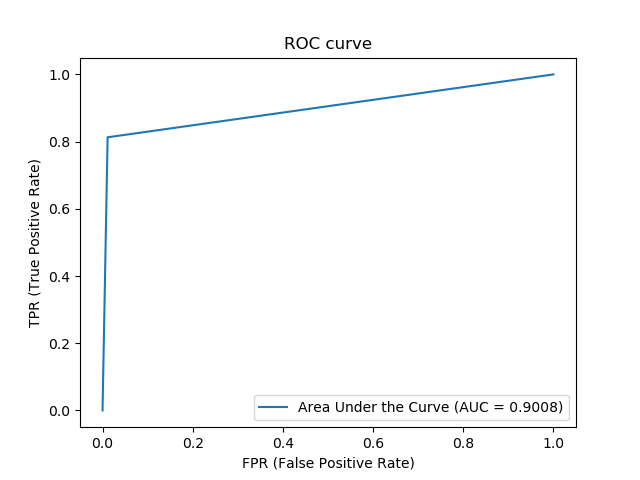 ROC curve
1.0
0.8
0.6
0.4
0.2
0.0
TPR (True Positive Rate)
Area Under the Curve (AUC = 0.9008)
0.0 0.2 0.4 0.6 0.8 1.0
FPR (False Positive Rate)